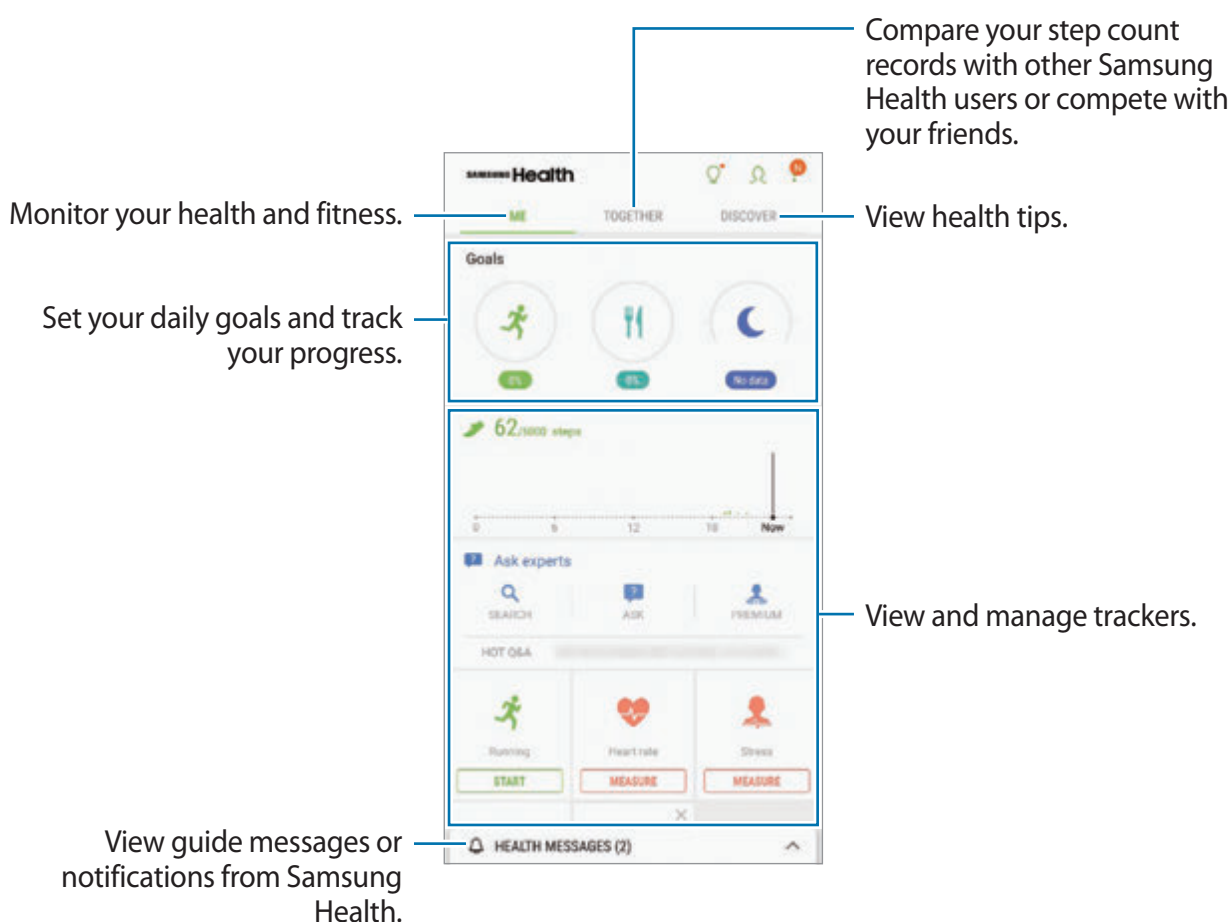 Compare your step count
records with other Samsung
Health users or compete with
your friends.
SAMSUNG Health
N
Monitor your health and fitness.
ME
TOGETHER
DISCOVER
View health tips.
Goals
Set your daily goals and track
your progress.
0%
0%
No data
62/5000 steps
0 6 12 18 Now
Ask experts
SEARCH
ASK
PREMIUM
View and manage trackers.
HOT Q&A
Running
Heart rate
Stress
START
MEASURE
MEASURE
View guide messages or
notifications from Samsung
Health.
HEALTH MESSAGES (2)